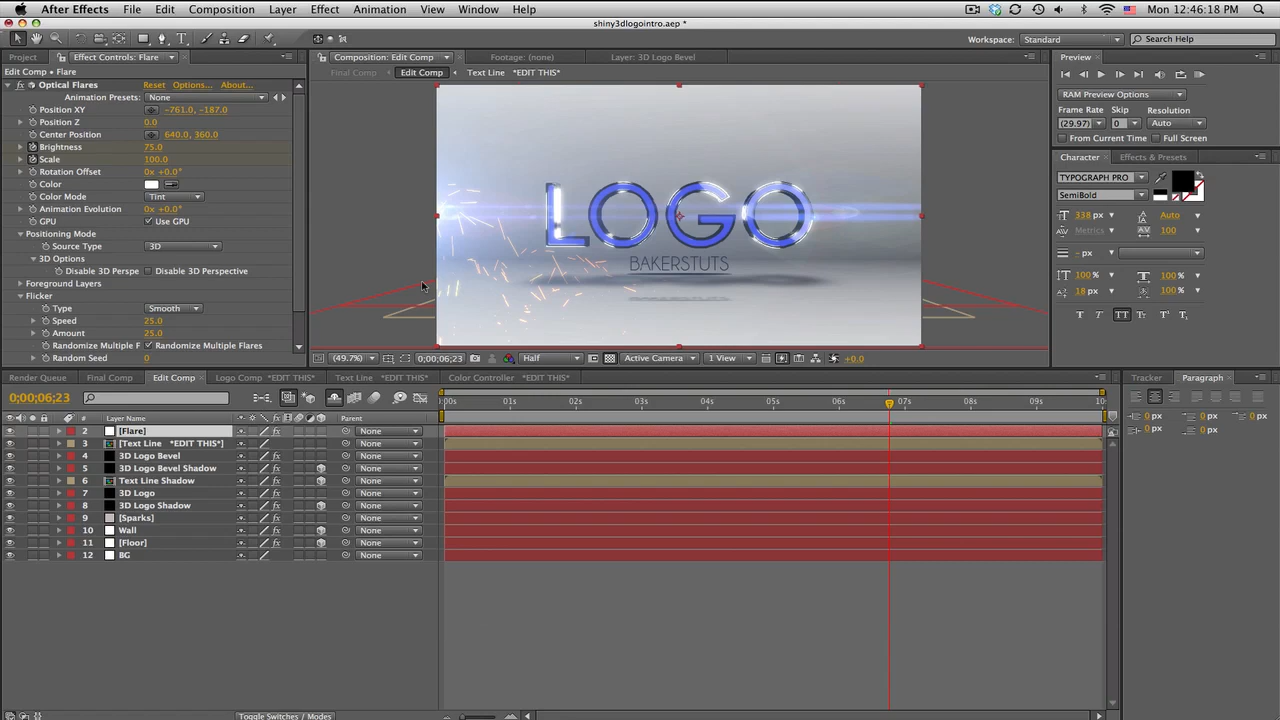 After Effects File Edit Composition Layer Effect Animation View Window Help Mon 12:46:18 PM
shiny3dlogointro.aep *
Workspace: Standard Search Help
Project Effect Controls: Flare Composition: Edit Comp Footage: (none) Layer: 3D Logo Bevel Preview
Edit Comp • Flare Final Comp Edit Comp Text Line *EDIT THIS*
Optical Flares Reset Options... About...
Animation Presets: None
Position XY -761.0, -187.0
Position Z 0.0
Center Position 640.0, 360.0
Brightness 75.0
Scale 100.0
Rotation Offset 0x +0.0°
Color
Color Mode Tint
Animation Evolution 0x +0.0°
GPU Use GPU
Positioning Mode
Source Type 3D
3D Options
Disable 3D Perspe Disable 3D Perspective
Foreground Layers
Flicker
Type Smooth
Speed 25.0
Amount 25.0
Randomize Multiple F Randomize Multiple Flares
Random Seed 0
LOGO
BAKERSTUTS
(49.7%) 0;00;06;23 Half Active Camera 1 View +0.0
RAM Preview Options
Frame Rate Skip Resolution
(29.97) 0 Auto
From Current Time Full Screen
Character Effects & Presets
TYPOGRAPH PRO
SemiBold
338 px Auto
Metrics 100
- px
100 % 100 %
18 px 100 %
T T TT Tr T¹ T₁
Render Queue Final Comp Edit Comp Logo Comp *EDIT THIS* Text Line *EDIT THIS* Color Controller *EDIT THIS* Tracker Paragraph
0;00;06;23
:00s 01s 02s 03s 04s 05s 06s 07s 08s 09s 10s
# Layer Name Parent
2 [Flare] None
3 [Text Line *EDIT THIS*] None
4 3D Logo Bevel None
5 3D Logo Bevel Shadow None
6 Text Line Shadow None
7 3D Logo None
8 3D Logo Shadow None
9 [Sparks] None
10 Wall None
11 [Floor] None
12 BG None
0 px 0 px 0 px
0 px 0 px
Toggle Switches / Modes